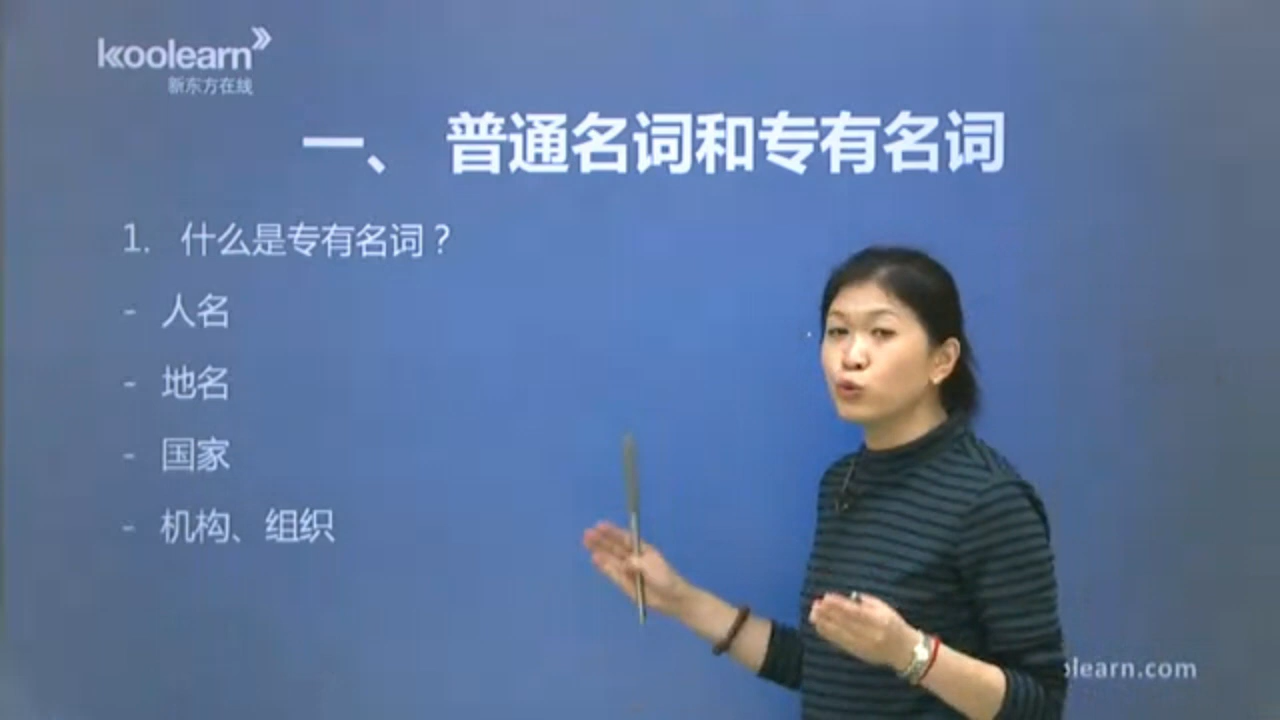 koolearn
新东方在线
一、 普通名词和专有名词
1. 什么是专有名词？
- 人名
- 地名
- 国家
- 机构、组织
olearn.com